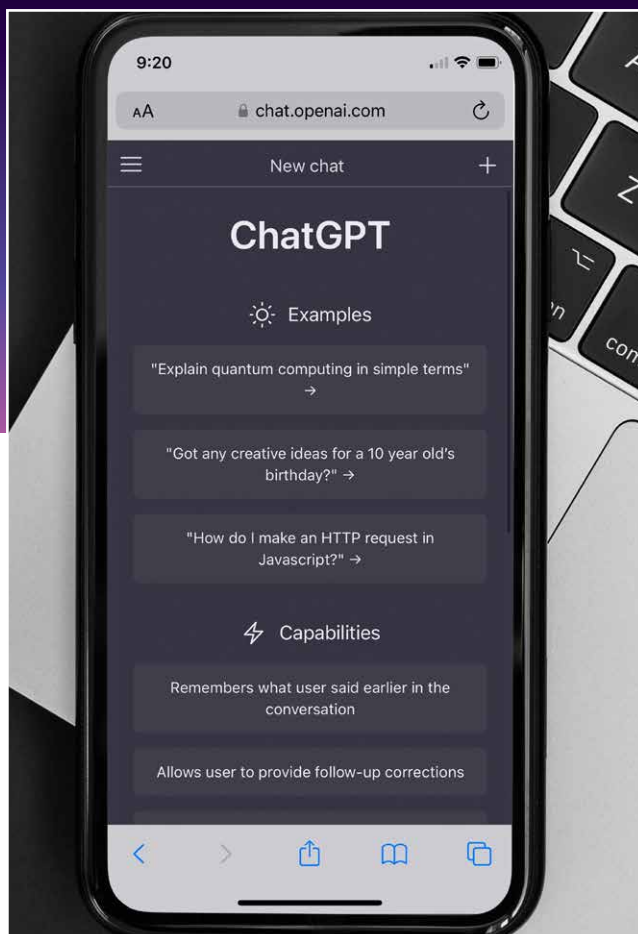 9:20
AA chat.openai.com
New chat
ChatGPT
Examples
"Explain quantum computing in simple terms"
→
"Got any creative ideas for a 10 year old's
birthday?" →
"How do I make an HTTP request in
Javascript?" →
Capabilities
Remembers what user said earlier in the
conversation
Allows user to provide follow-up corrections
Z